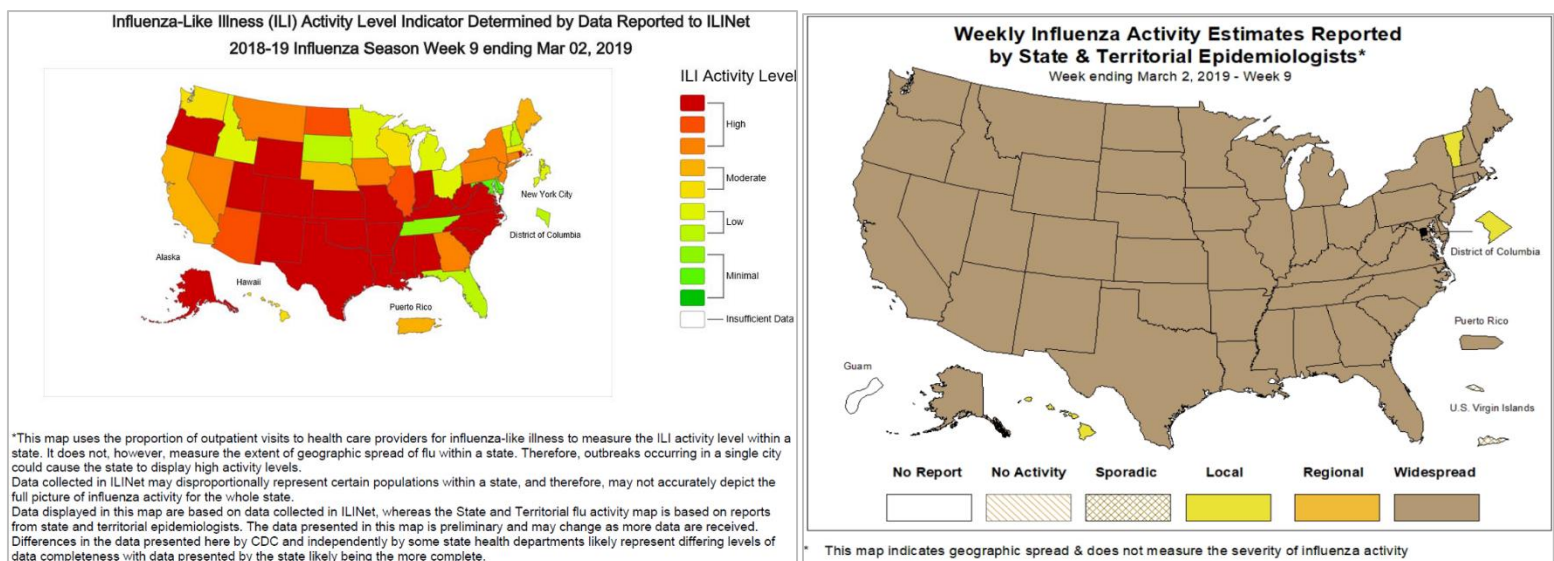 Influenza-Like Illness (ILI) Activity Level Indicator Determined by Data Reported to ILINet
2018-19 Influenza Season Week 9 ending Mar 02, 2019
ILI Activity Level
High
Moderate
Low
Minimal
Insufficient Data
New York City
District of Columbia
Alaska
Hawaii
Puerto Rico
*This map uses the proportion of outpatient visits to health care providers for influenza-like illness to measure the ILI activity level within a
state. It does not, however, measure the extent of geographic spread of flu within a state. Therefore, outbreaks occurring in a single city
could cause the state to display high activity levels.
Data collected in ILINet may disproportionally represent certain populations within a state, and therefore, may not accurately depict the
full picture of influenza activity for the whole state.
Data displayed in this map are based on data collected in ILINet, whereas the State and Territorial flu activity map is based on reports
from state and territorial epidemiologists. The data presented in this map is preliminary and may change as more data are received.
Differences in the data presented here by CDC and independently by some state health departments likely represent differing levels of
data completeness with data presented by the state likely being the more complete.
Weekly Influenza Activity Estimates Reported
by State & Territorial Epidemiologists*
Week ending March 2, 2019 - Week 9
District of Columbia
Puerto Rico
Guam
U.S. Virgin Islands
No Report No Activity Sporadic Local Regional Widespread
* This map indicates geographic spread & does not measure the severity of influenza activity